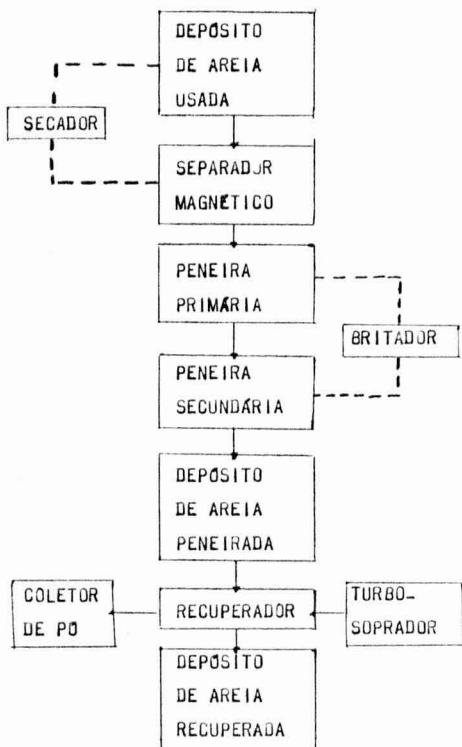 DEPÓSITO
DE AREIA
USADA
SECADOR
SEPARADOR
MAGNÉTICO
PENEIRA
PRIMÁRIA
BRITADOR
PENEIRA
SECUNDÁRIA
DEPÓSITO
DE AREIA
PENEIRADA
COLETOR
DE PÓ
RECUPERADOR
TURBO-
SOPRADOR
DEPÓSITO
DE AREIA
RECUPERADA